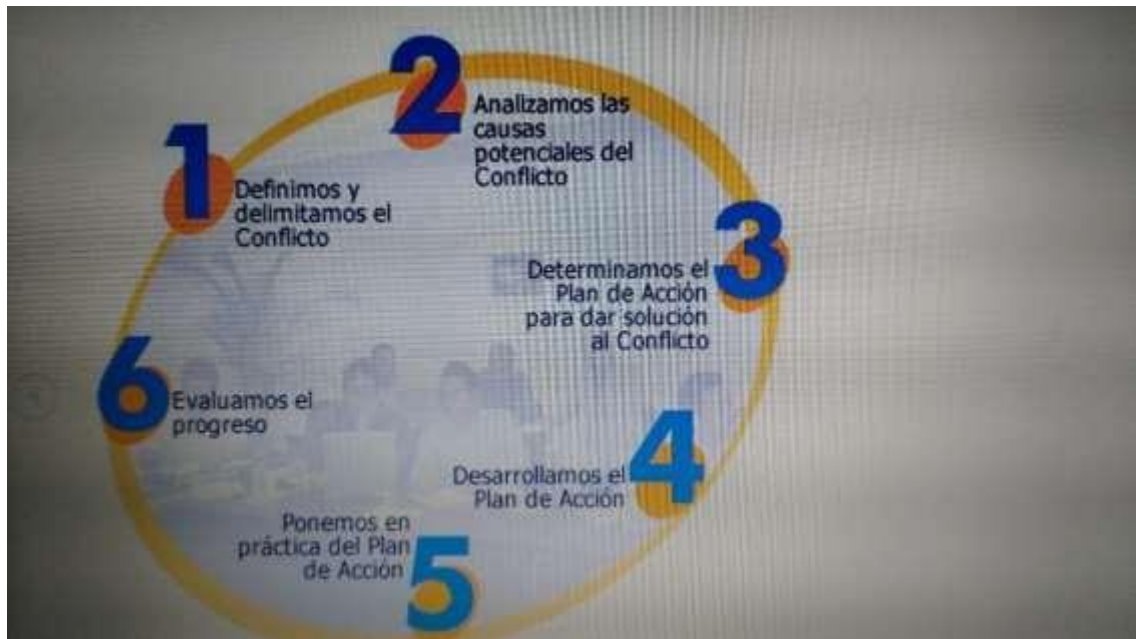 1
Definimos y
delimitamos el
Conflicto
2
Analizamos las
causas
potenciales del
Conflicto
3
Determinamos el
Plan de Acción
para dar solución
al Conflicto
4
Desarrollamos el
Plan de Acción
5
Ponemos en
práctica del Plan
de Acción
6
Evaluamos el
progreso